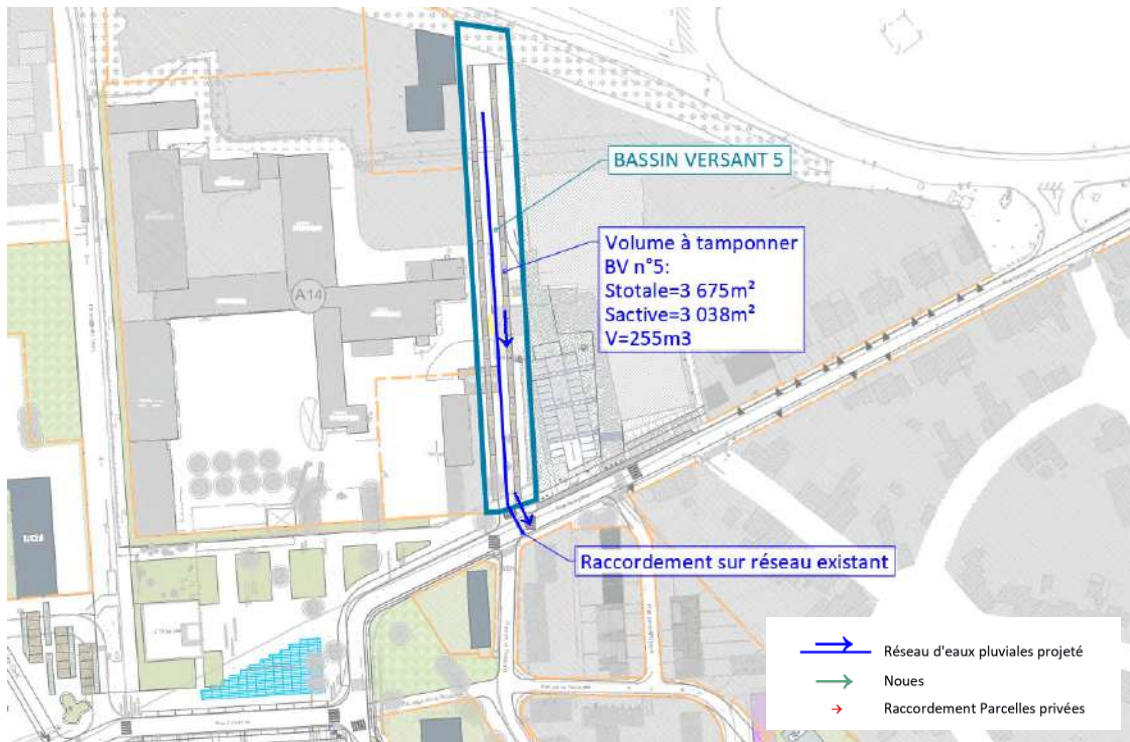 BASSIN VERSANT 5
Volume à tamponner
BV n°5:
Stotale=3 675m²
Sactive=3 038m²
V=255m3
A14
Raccordement sur réseau existant
Réseau d'eaux pluviales projeté
Noues
Raccordement Parcelles privées